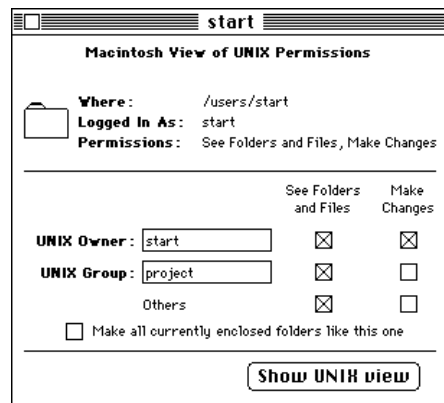 start
Macintosh View of UNIX Permissions
Where: /users/start
Logged In As: start
Permissions: See Folders and Files, Make Changes
See Folders and Files
Make Changes
UNIX Owner: start
UNIX Group: project
Others
Make all currently enclosed folders like this one
Show UNIX view